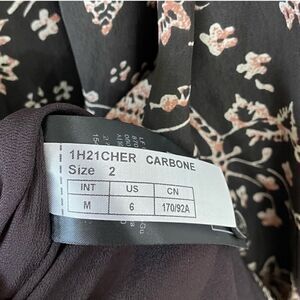 1H21CHER CARBONE
Size 2
INT US CN
M 6 170/92A